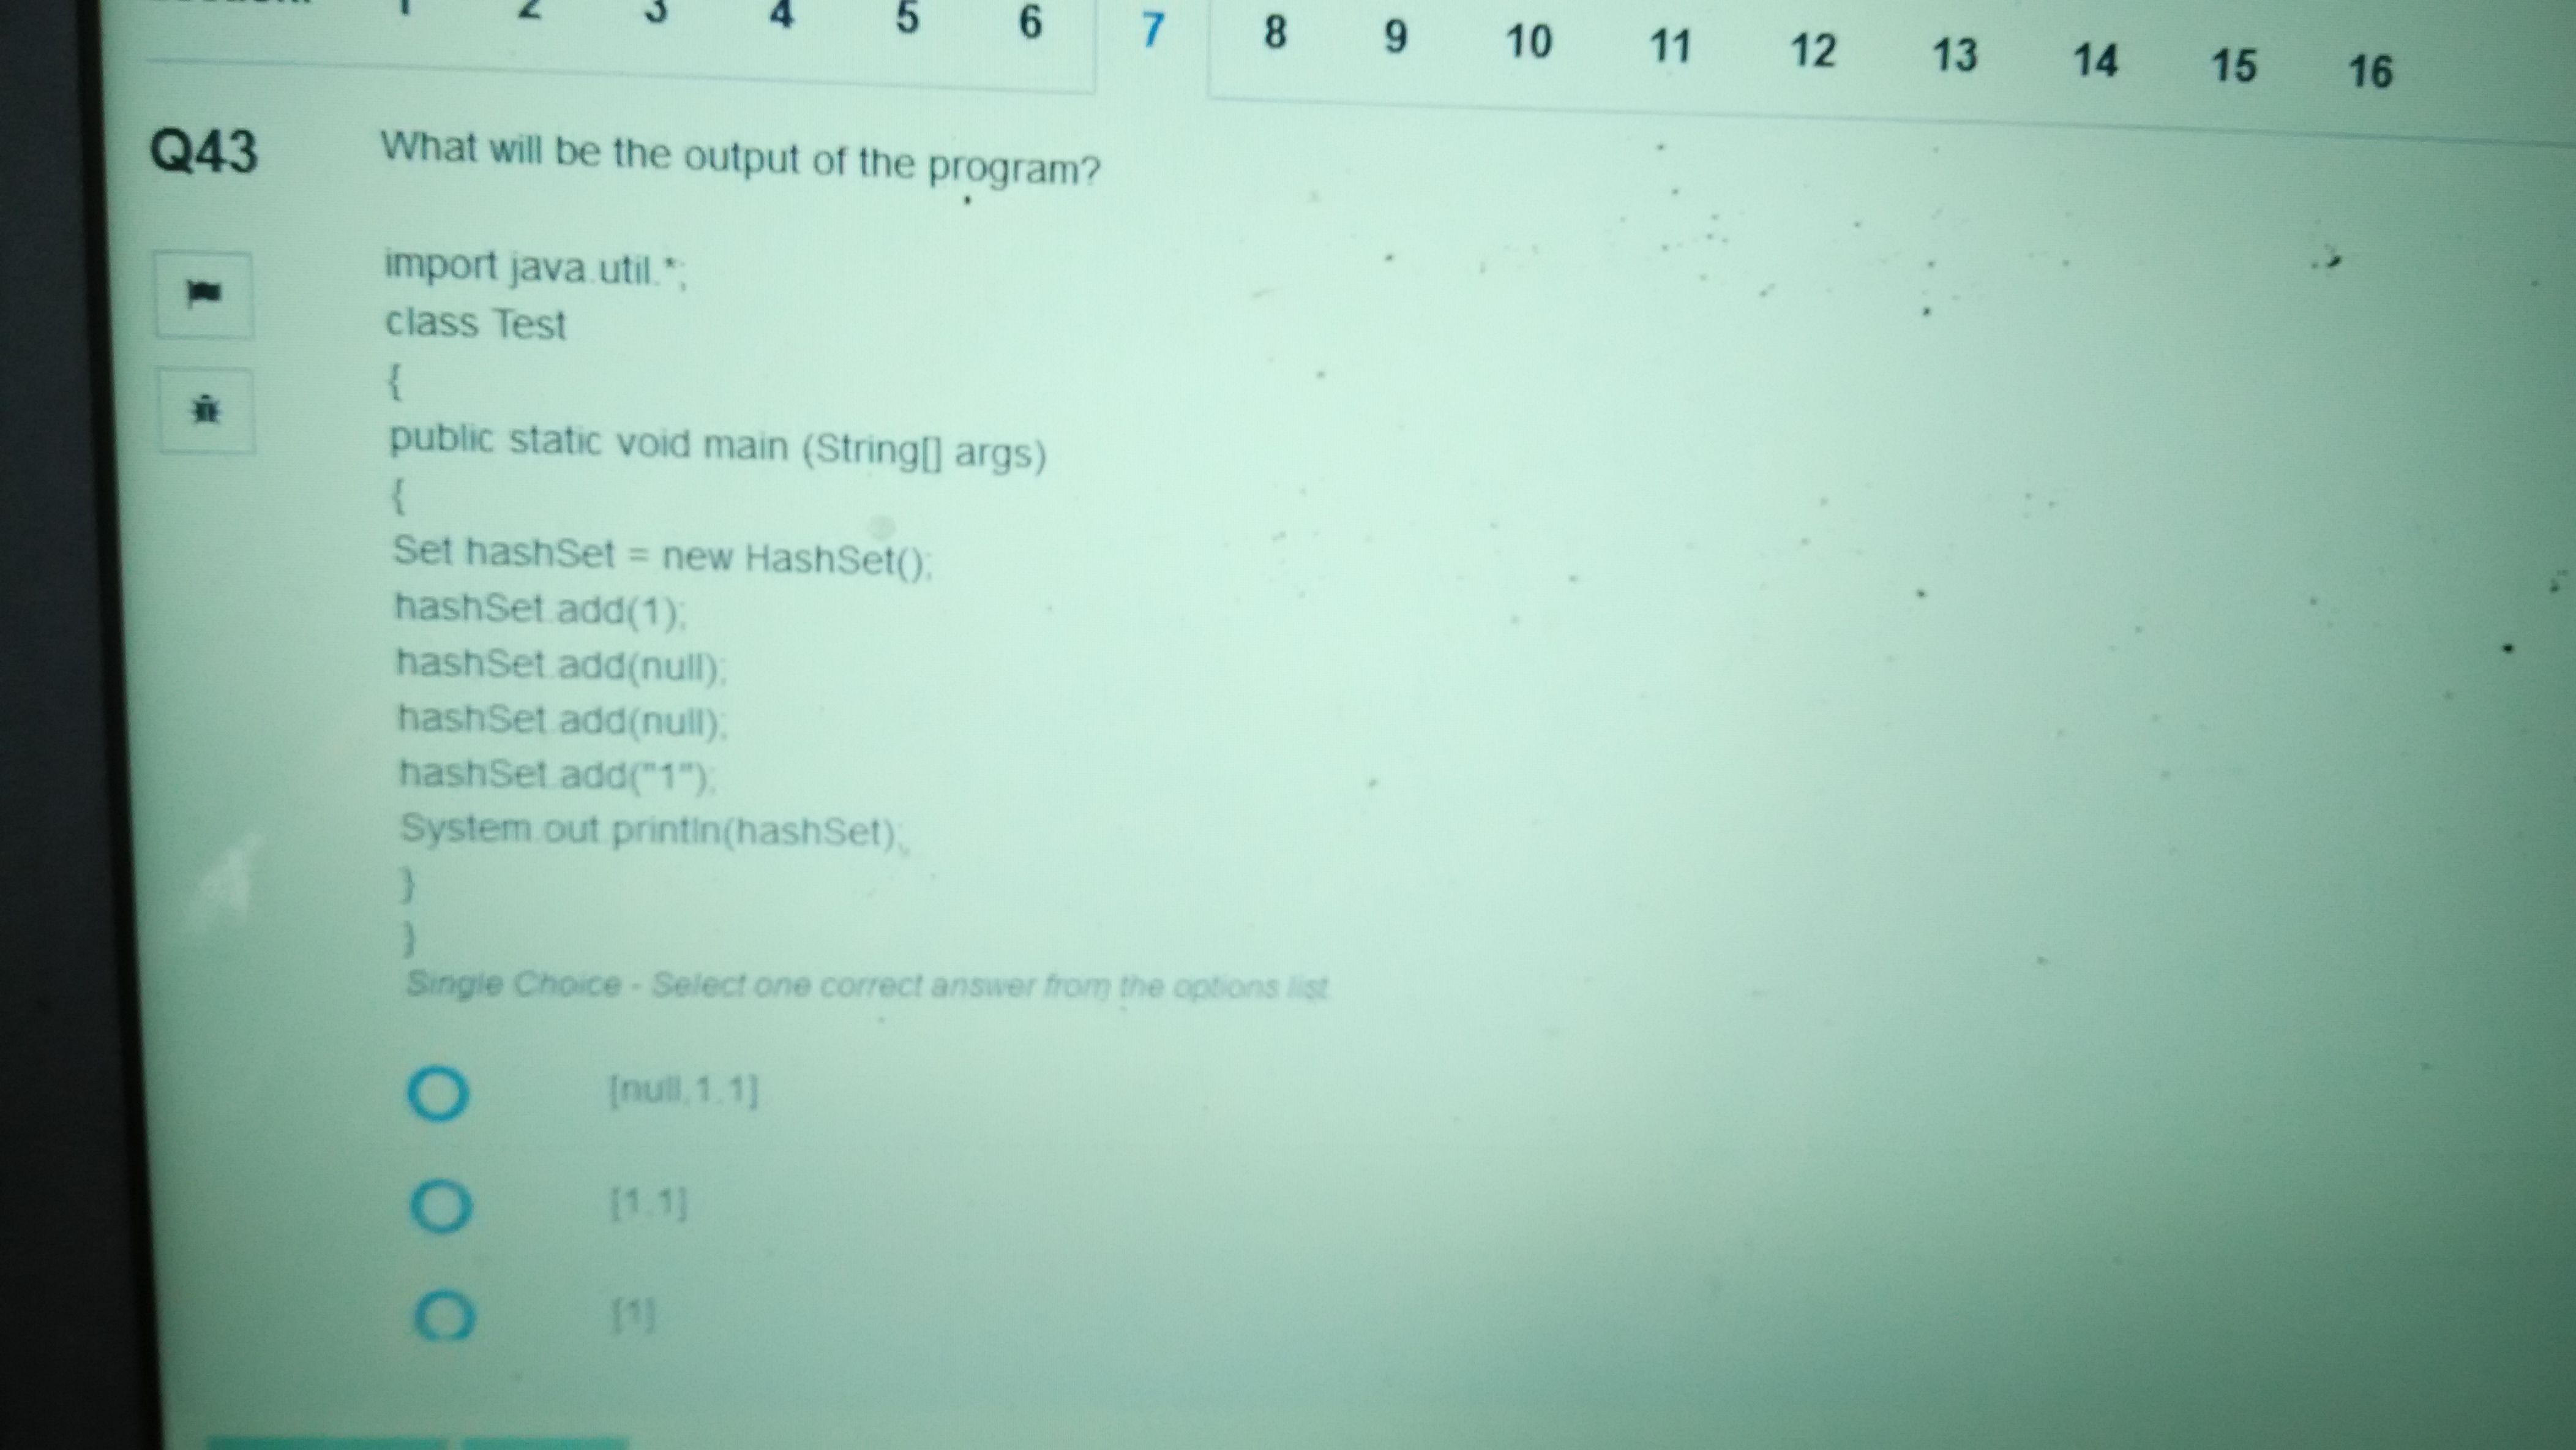 1 2 3 4 5 6 7 8 9 10 11 12 13 14 15 16
Q43 What will be the output of the program?
import java.util.*;
class Test
{
public static void main (String[] args)
{
Set hashSet = new HashSet();
hashSet.add(1);
hashSet.add(null);
hashSet.add(null);
hashSet.add("1");
System.out.println(hashSet);
}
}
Single Choice - Select one correct answer from the options list
[null,1,1]
[1,1]
[1]